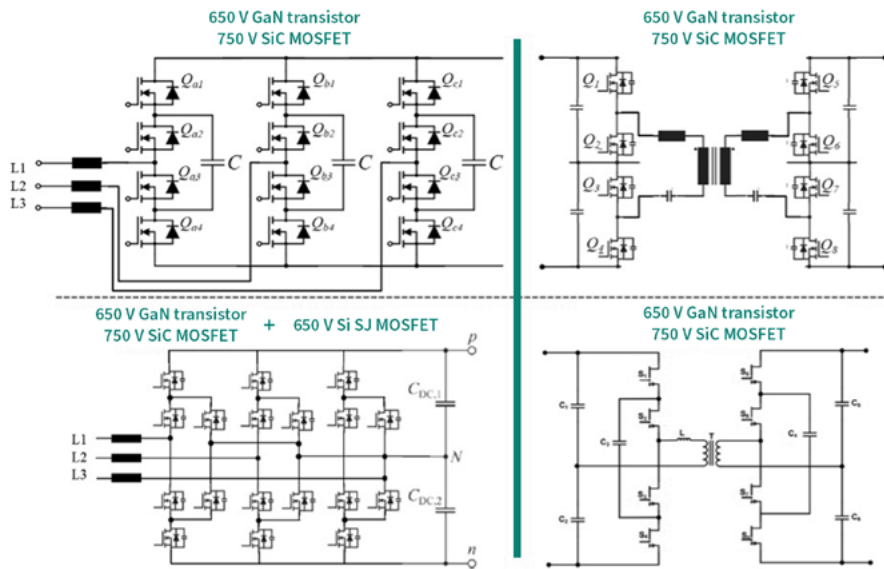 650 V GaN transistor
750 V SiC MOSFET
Qa1
Qb1
Qc1
Qa2
Qb2
Qc2
C
C
C
L1
L2
L3
Qa3
Qb3
Qc3
Qa4
Qb4
Qc4
650 V GaN transistor
750 V SiC MOSFET
Q1
Q5
Q2
Q6
Q3
Q7
Q4
Q8
650 V GaN transistor
750 V SiC MOSFET
+ 650 V Si SJ MOSFET
p
CDC,1
L1
L2
L3
N
CDC,2
n
650 V GaN transistor
750 V SiC MOSFET
S1
C1
L
T
C2